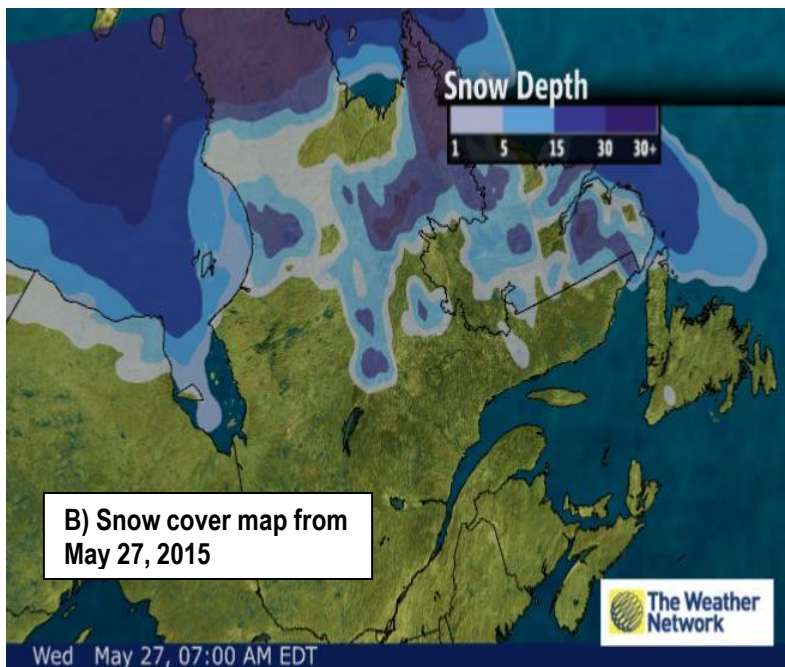 Snow Depth
1 5 15 30 30+
B) Snow cover map from
May 27, 2015
The Weather
Network
Wed May 27, 07:00 AM EDT